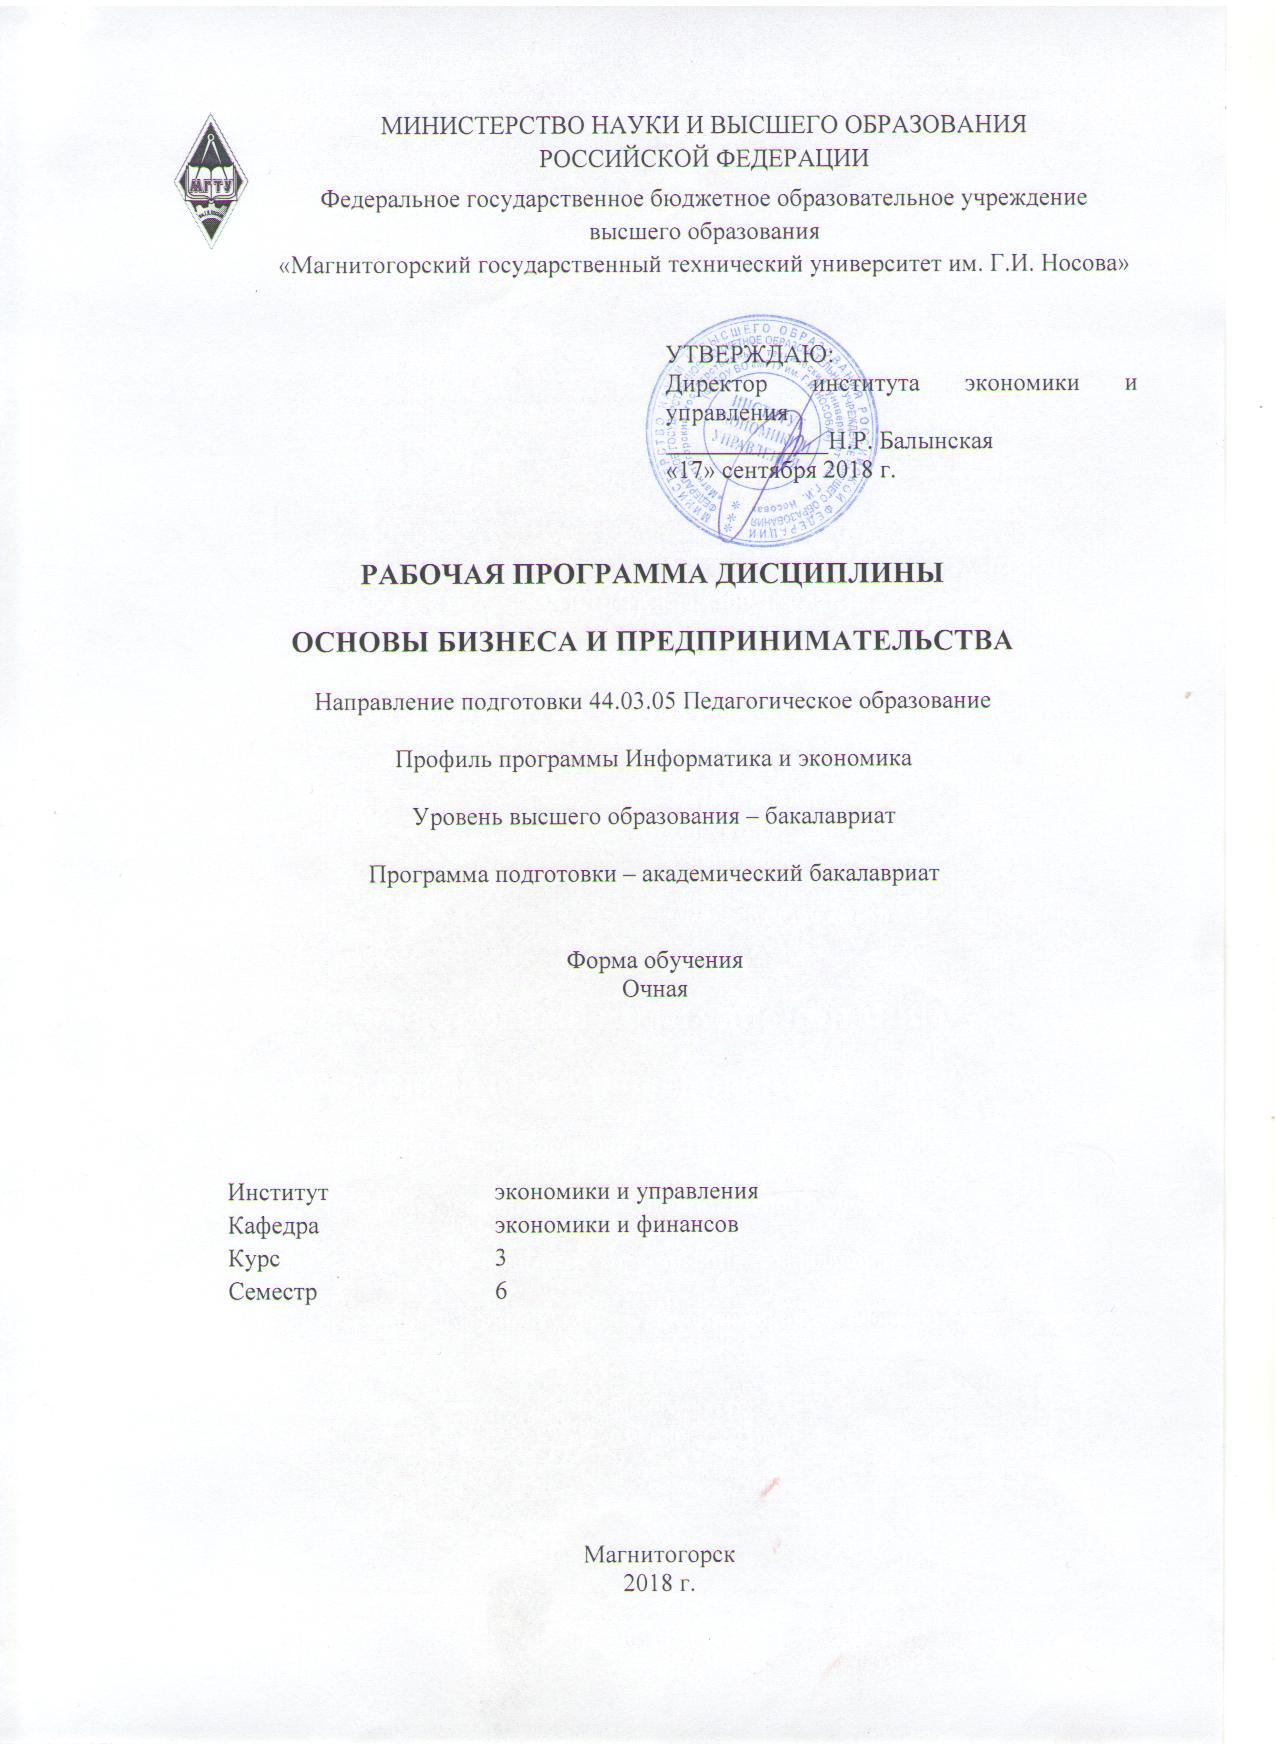 МИНИСТЕРСТВО НАУКИ И ВЫСШЕГО ОБРАЗОВАНИЯ
РОССИЙСКОЙ ФЕДЕРАЦИИ
Федеральное государственное бюджетное образовательное учреждение
высшего образования
«Магнитогорский государственный технический университет им. Г.И. Носова»
МГТУ
УТВЕРЖДАЮ:
Директор института экономики и
управления
Н.Р. Балынская
«17» сентября 2018 г.
РАБОЧАЯ ПРОГРАММА ДИСЦИПЛИНЫ
ОСНОВЫ БИЗНЕСА И ПРЕДПРИНИМАТЕЛЬСТВА
Направление подготовки 44.03.05 Педагогическое образование
Профиль программы Информатика и экономика
Уровень высшего образования – бакалавриат
Программа подготовки – академический бакалавриат
Форма обучения
Очная
Институт экономики и управления
Кафедра экономики и финансов
Курс 3
Семестр 6
Магнитогорск
2018 г.